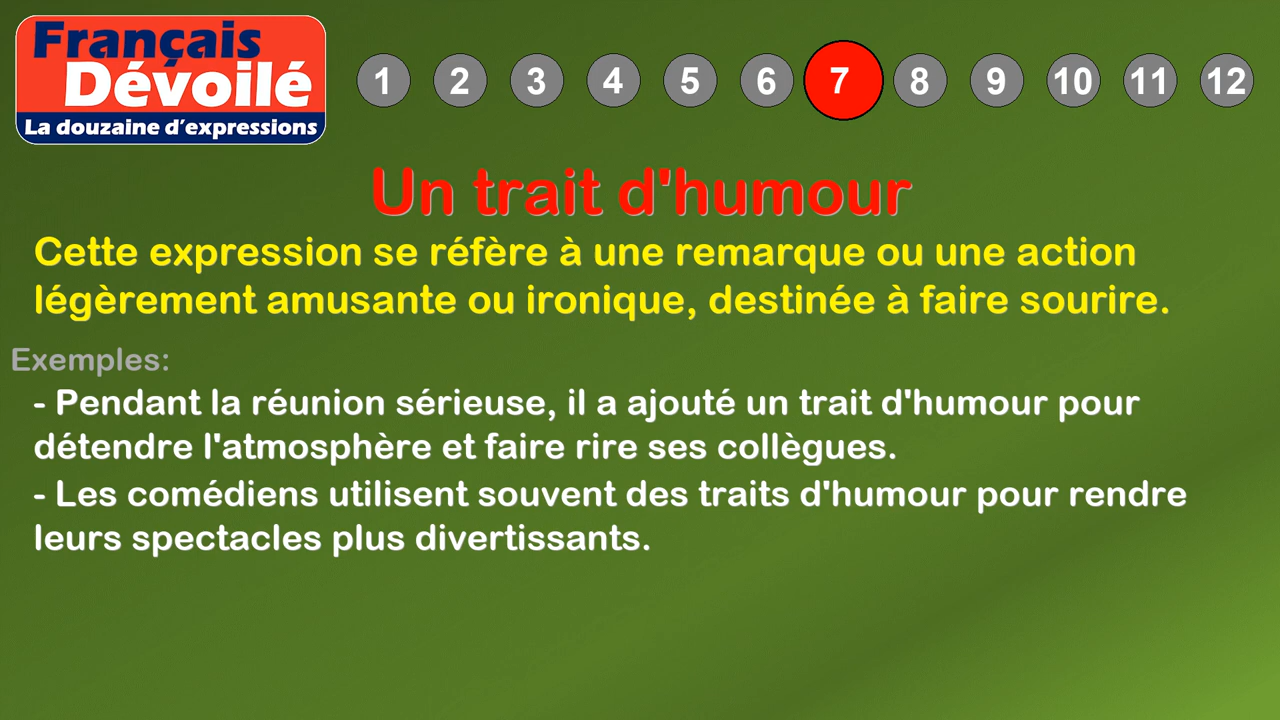 Français
Dévoilé
La douzaine d'expressions
1 2 3 4 5 6 7 8 9 10 11 12
Un trait d'humour
Cette expression se réfère à une remarque ou une action
légèrement amusante ou ironique, destinée à faire sourire.
Exemples:
- Pendant la réunion sérieuse, il a ajouté un trait d'humour pour
détendre l'atmosphère et faire rire ses collègues.
- Les comédiens utilisent souvent des traits d'humour pour rendre
leurs spectacles plus divertissants.